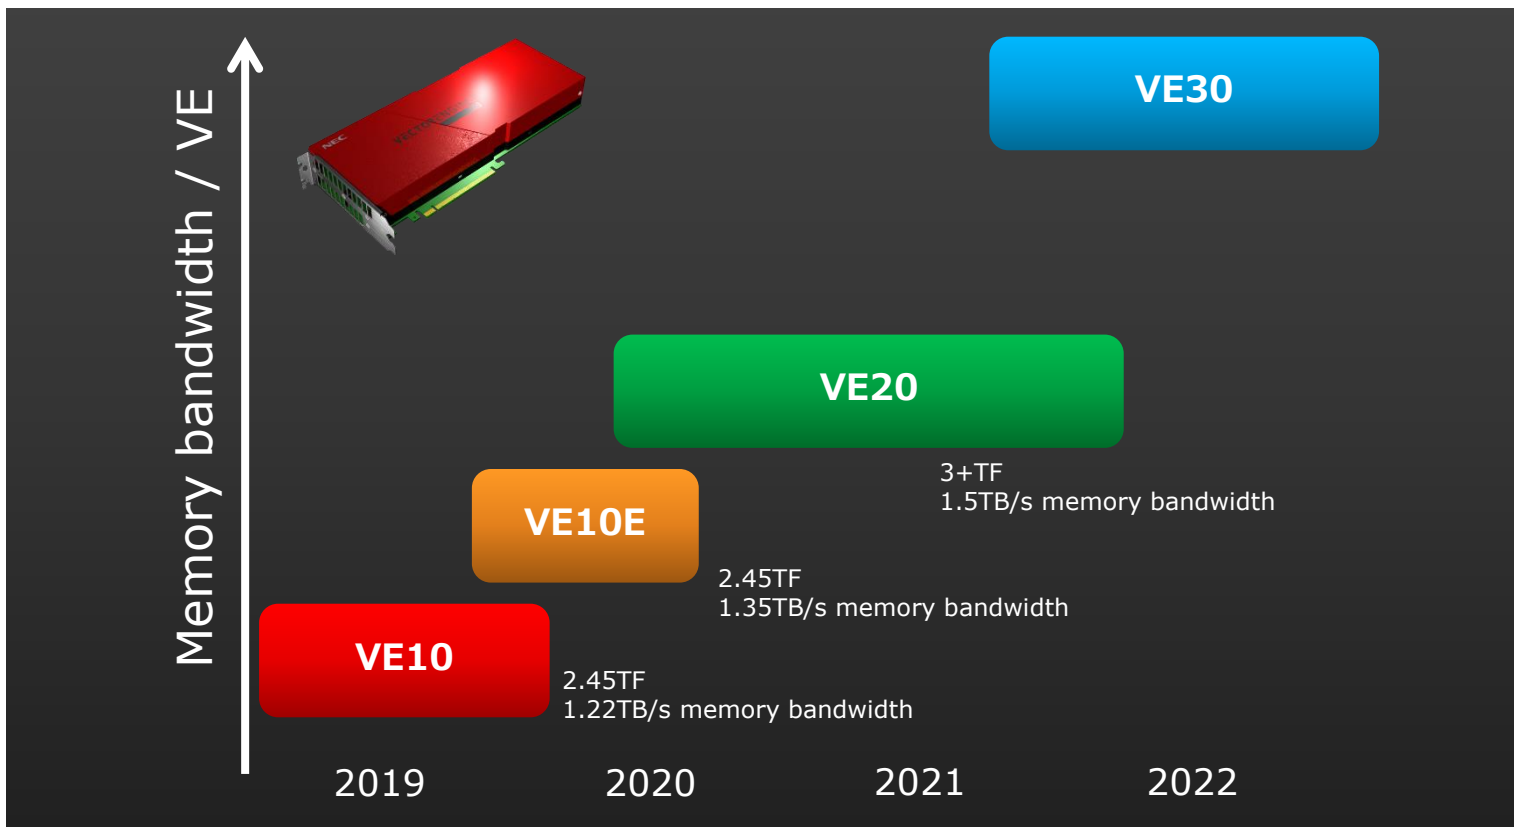 Memory bandwidth / VE
NEC
VE30
VE20
3+TF
1.5TB/s memory bandwidth
VE10E
2.45TF
1.35TB/s memory bandwidth
VE10
2.45TF
1.22TB/s memory bandwidth
2019
2020
2021
2022